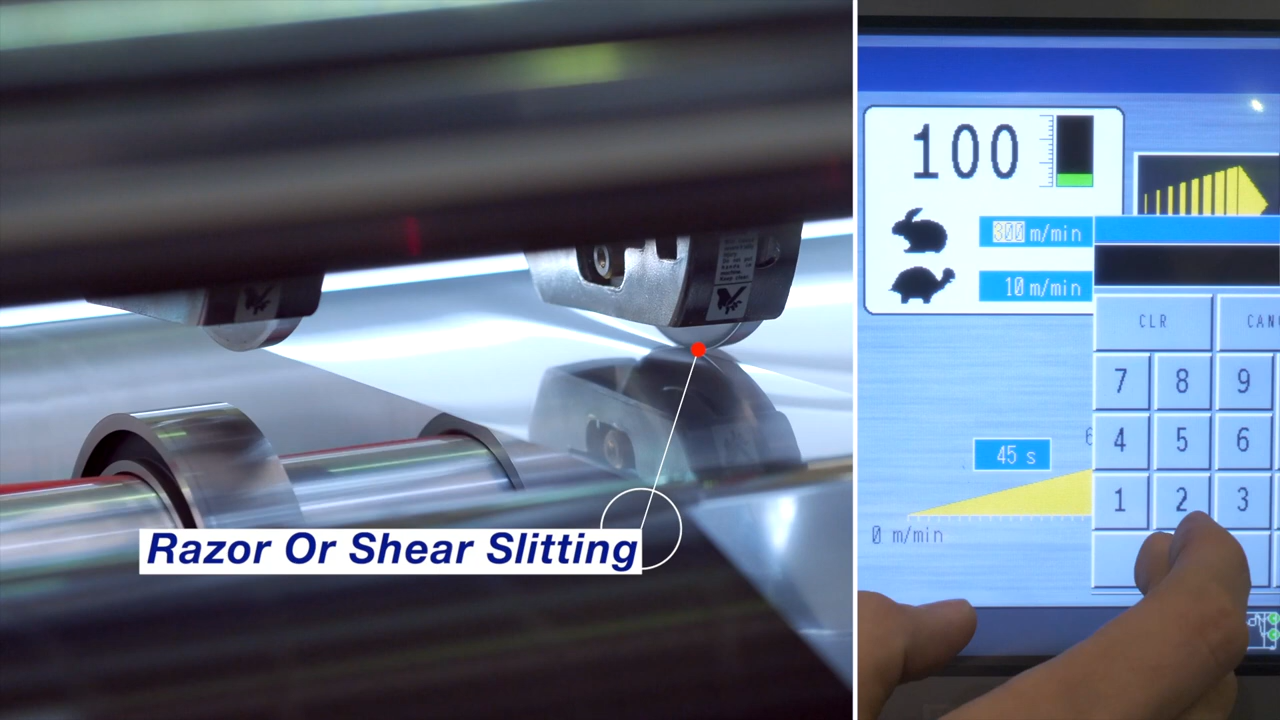 Razor Or Shear Slitting
100
300 m/min
10 m/min
CLR
7 8 9
4 5 6
45 s
1 2 3
0 m/min